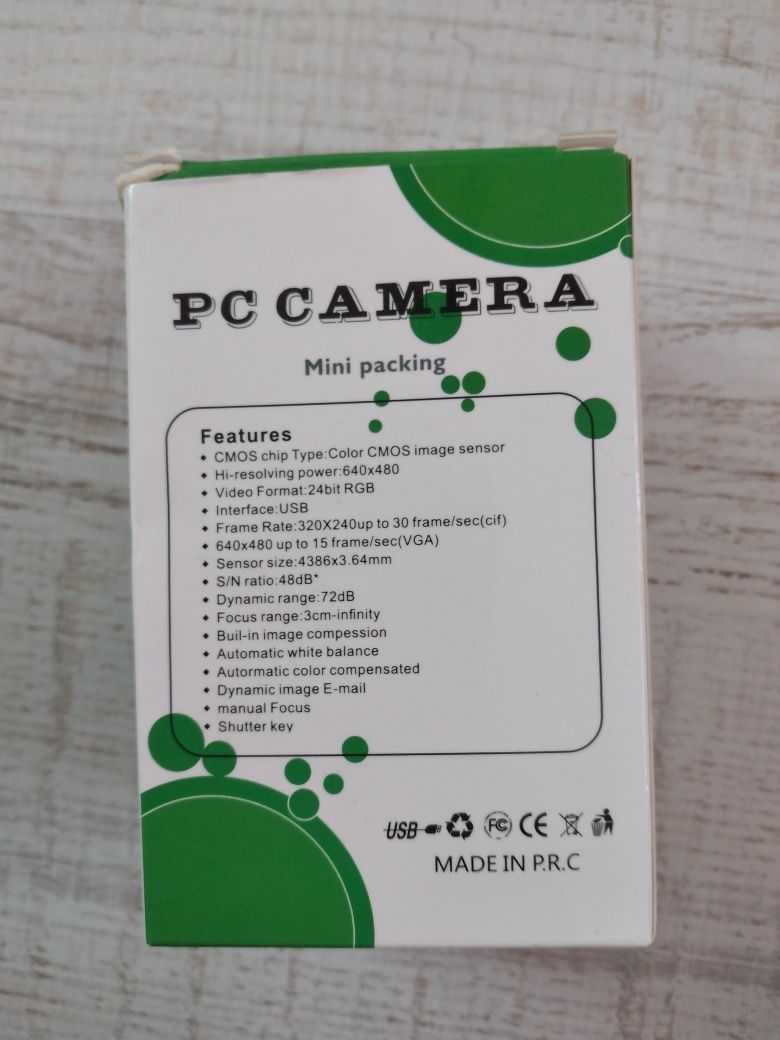 PC CAMERA
Mini packing
Features
CMOS chip Type:Color CMOS image sensor
Hi-resolving power:640x480
Video Format:24bit RGB
Interface:USB
Frame Rate:320X240up to 30 frame/sec(cif)
640x480 up to 15 frame/sec(VGA)
Sensor size:4386x3.64mm
S/N ratio:48dB*
Dynamic range:72dB
Focus range:3cm-infinity
Buil-in image compession
Automatic white balance
Autormatic color compensated
Dynamic image E-mail
manual Focus
Shutter key
USB FC CE
MADE IN P.R.C